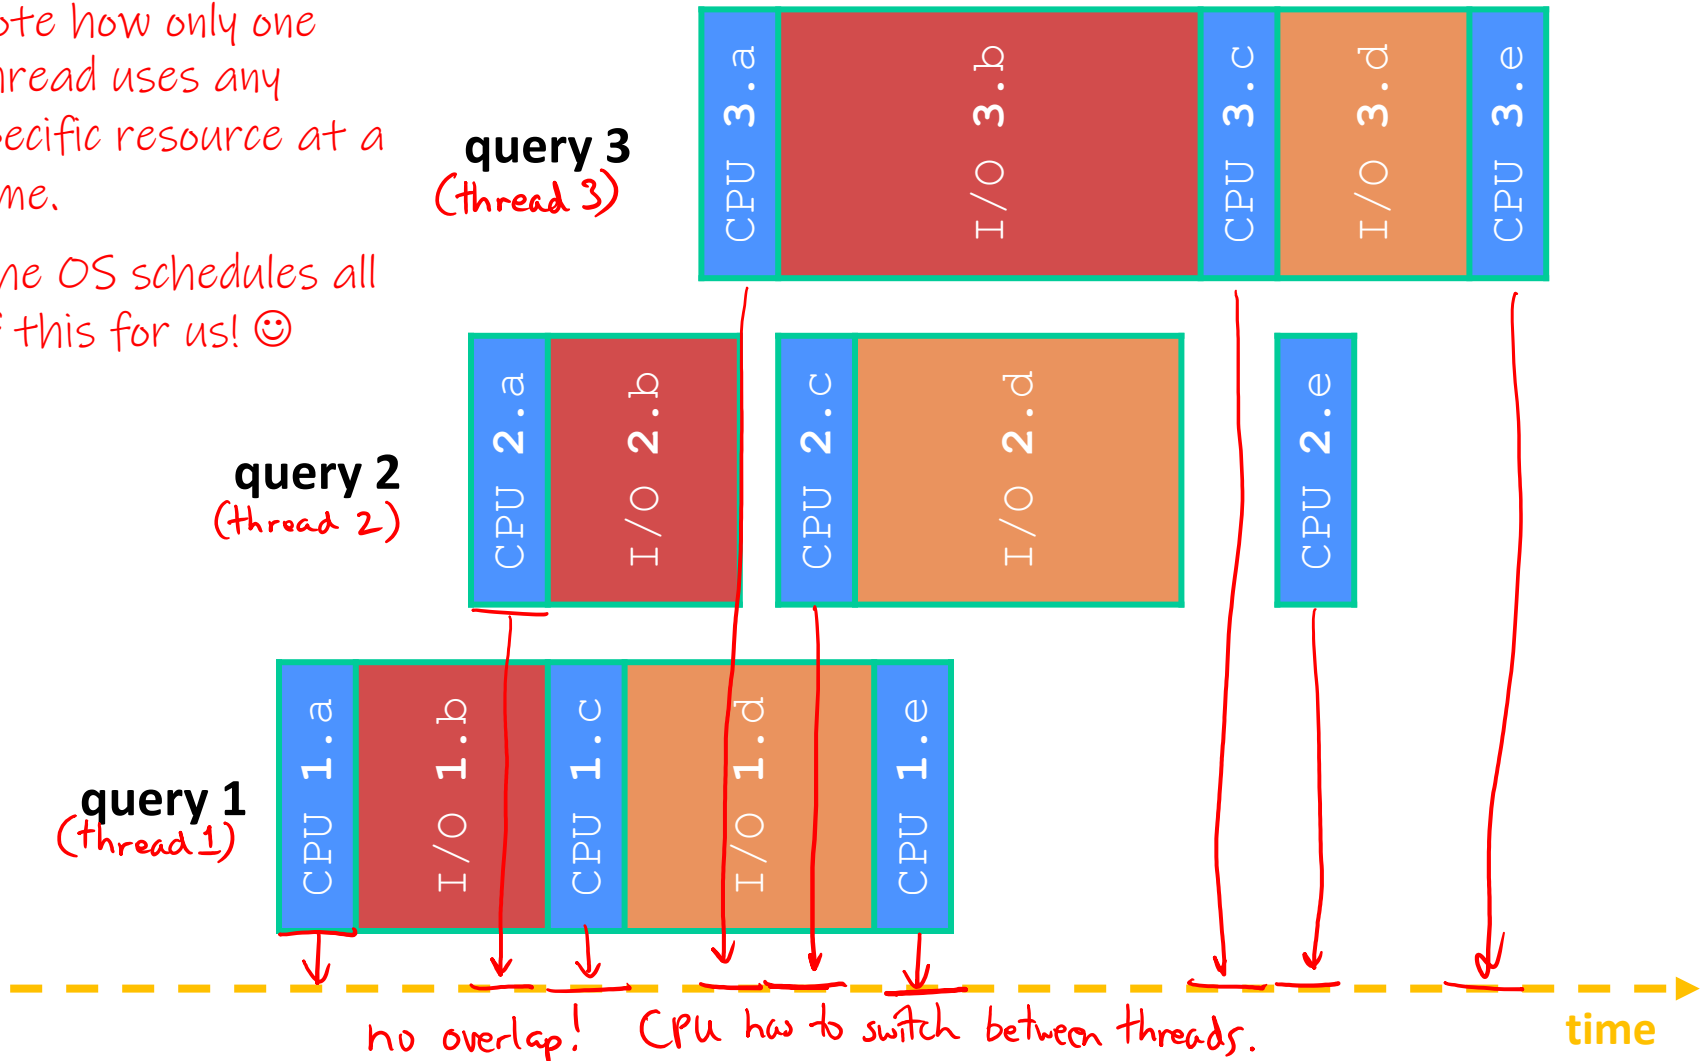 ote how only one
hread uses any
pecific resource at a
me.
he OS schedules all
f this for us! ☺
query 3
(thread 3)
CPU 3.a
I/O 3.b
CPU 3.c
I/O 3.d
CPU 3.e
query 2
(thread 2)
CPU 2.a
I/O 2.b
CPU 2.c
I/O 2.d
CPU 2.e
query 1
(thread 1)
CPU 1.a
I/O 1.b
CPU 1.c
I/O 1.d
CPU 1.e
no overlap! CPU has to switch between threads.
time